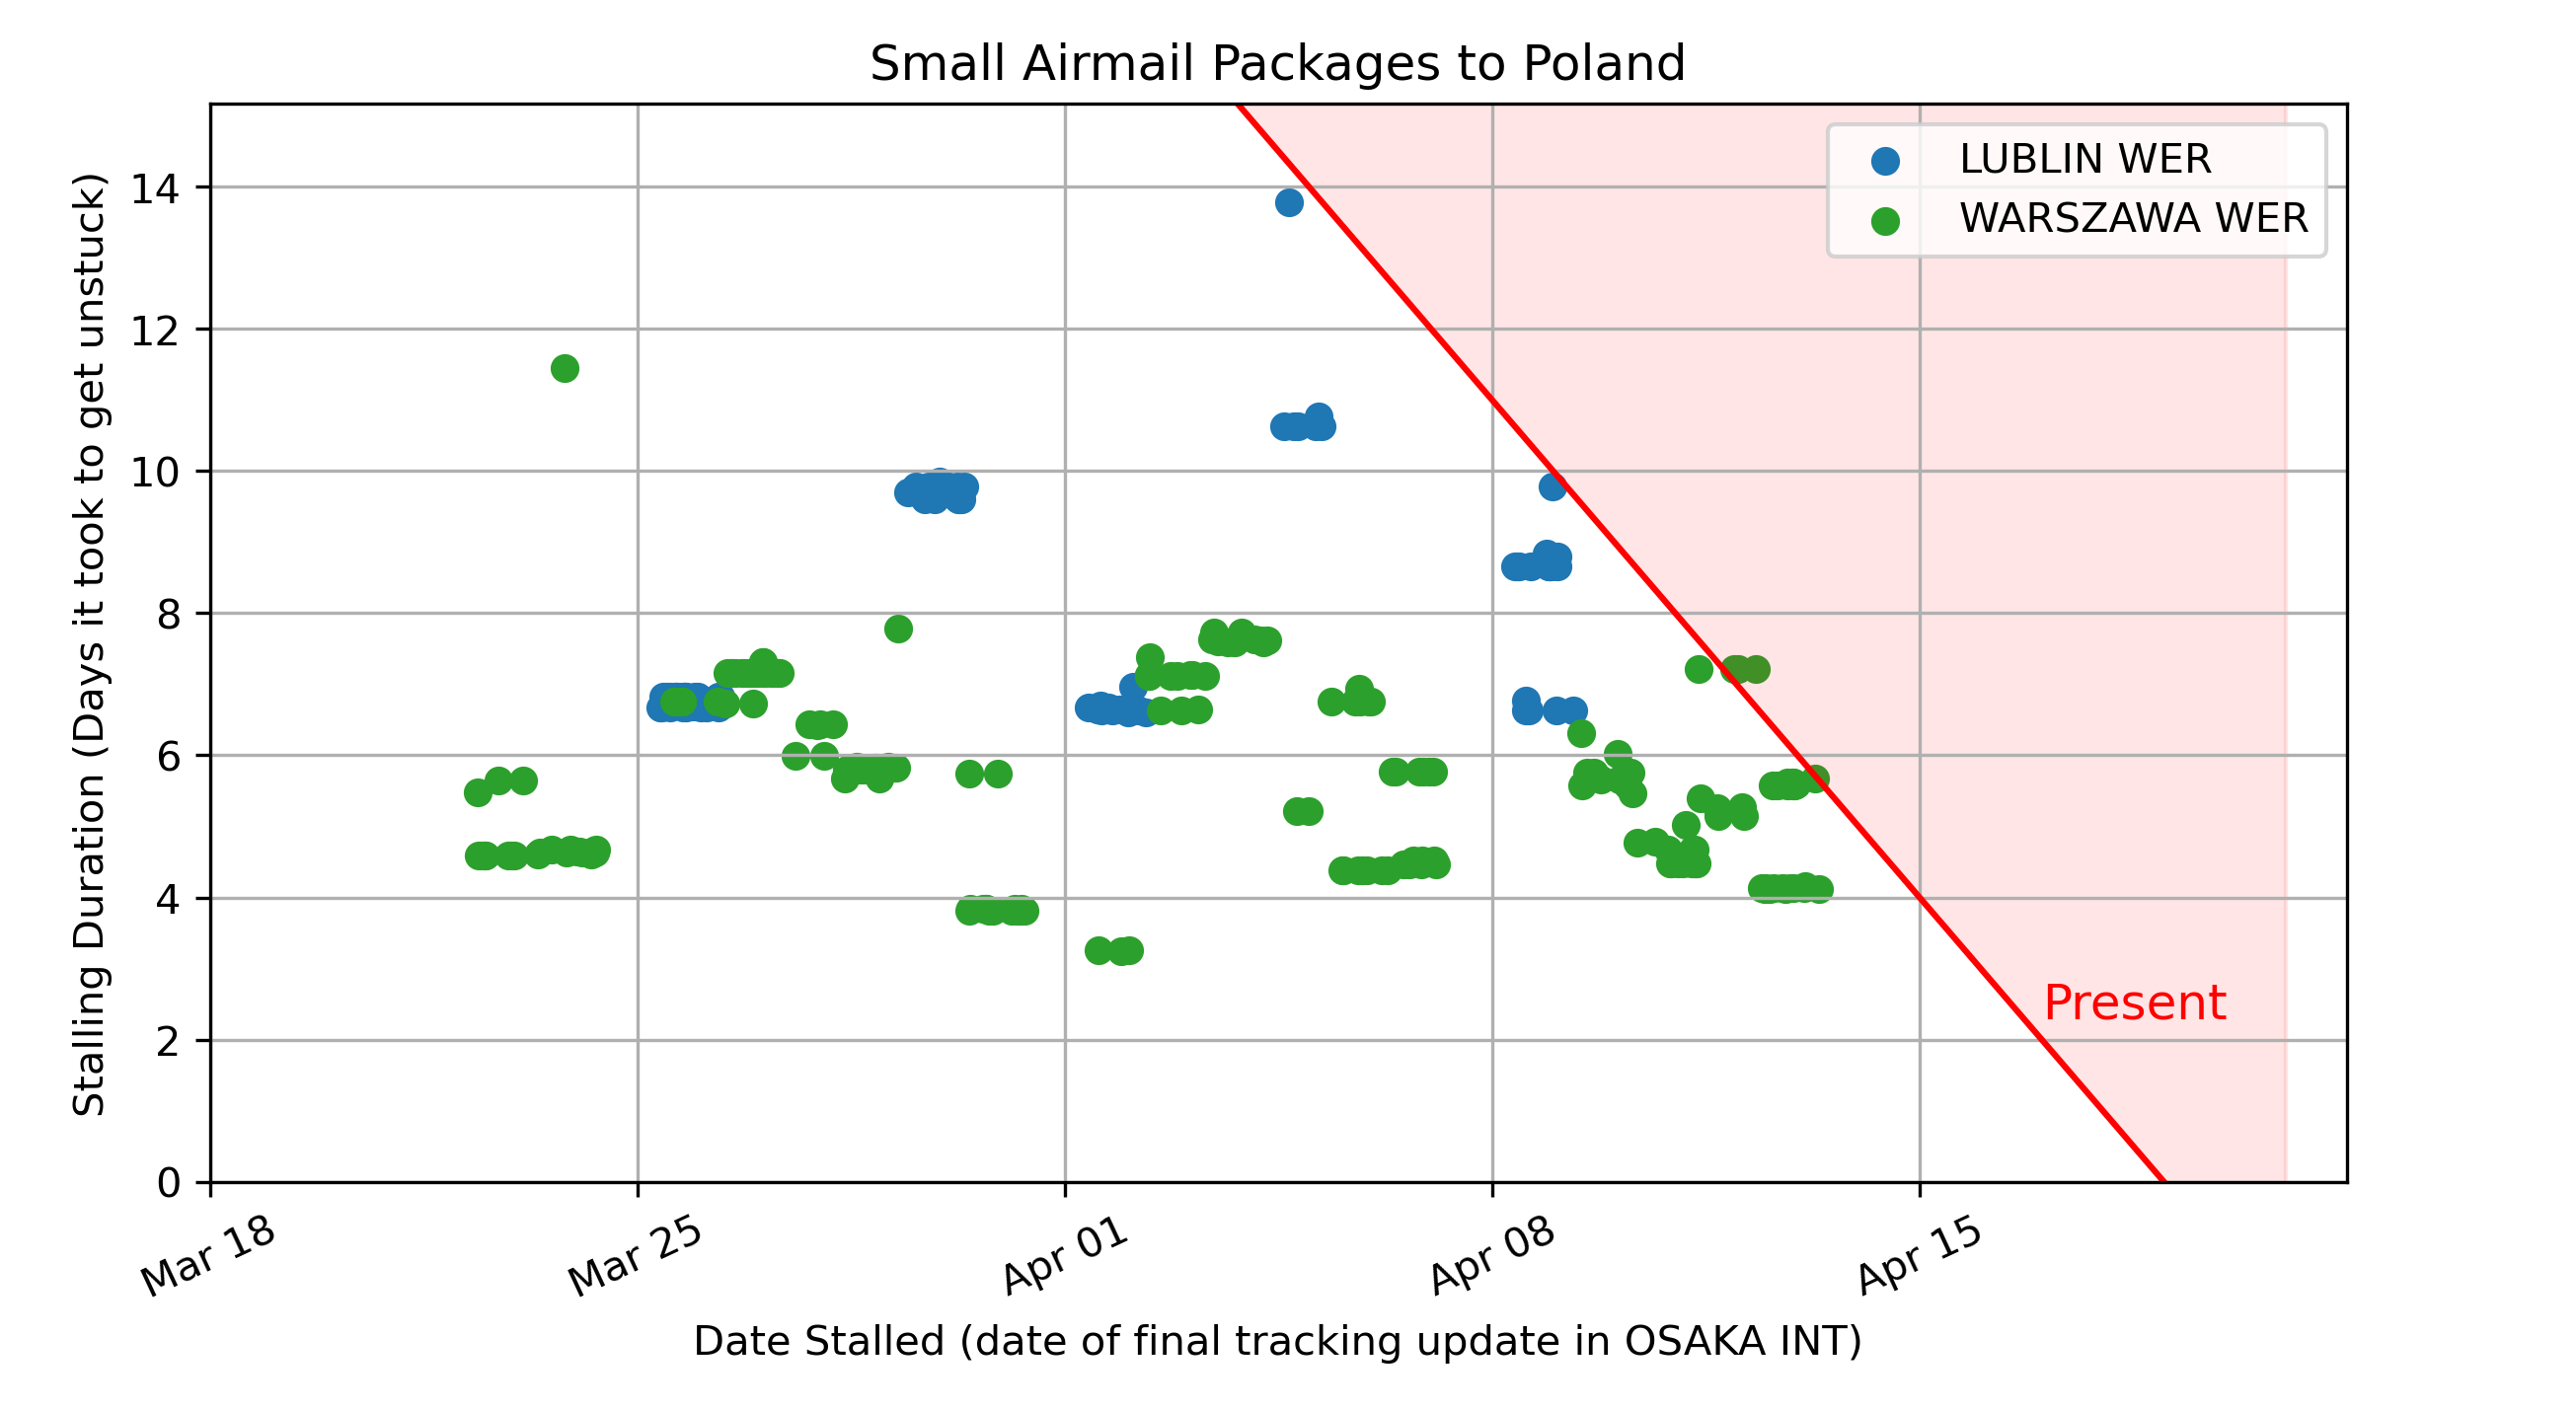 Small Airmail Packages to Poland
LUBLIN WER
WARSZAWA WER
Stalling Duration (Days it took to get unstuck)
14
12
10
8
6
4
2
0
Present
Mar 18
Mar 25
Apr 01
Apr 08
Apr 15
Date Stalled (date of final tracking update in OSAKA INT)